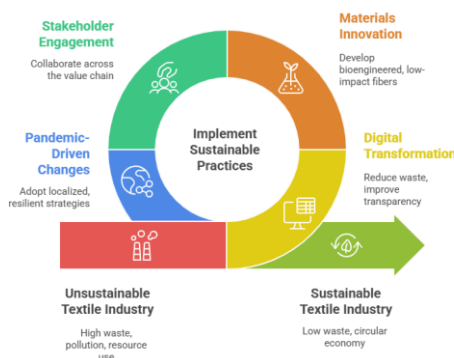 Stakeholder
Engagement
Collaborate across
the value chain
Materials
Innovation
Develop
bioengineered, low-
impact fibers
Implement
Sustainable
Practices
Pandemic-
Driven
Changes
Adopt localized,
resilient strategies
Digital
Transformation
Reduce waste,
improve
transparency
Unsustainable
Textile Industry
High waste,
pollution, resource
use
Sustainable
Textile Industry
Low waste, circular
economy